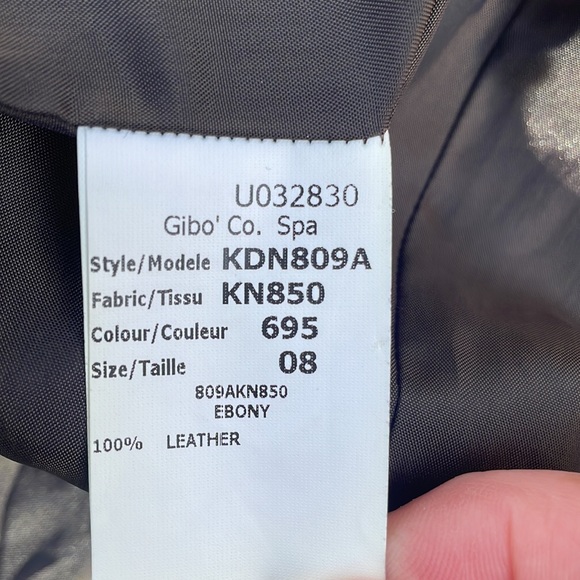 U032830
Gibo' Co. Spa
Style/Modele KDN809A
Fabric/Tissu KN850
Colour/Couleur 695
Size/Taille 08
809AKN850
EBONY
100% LEATHER